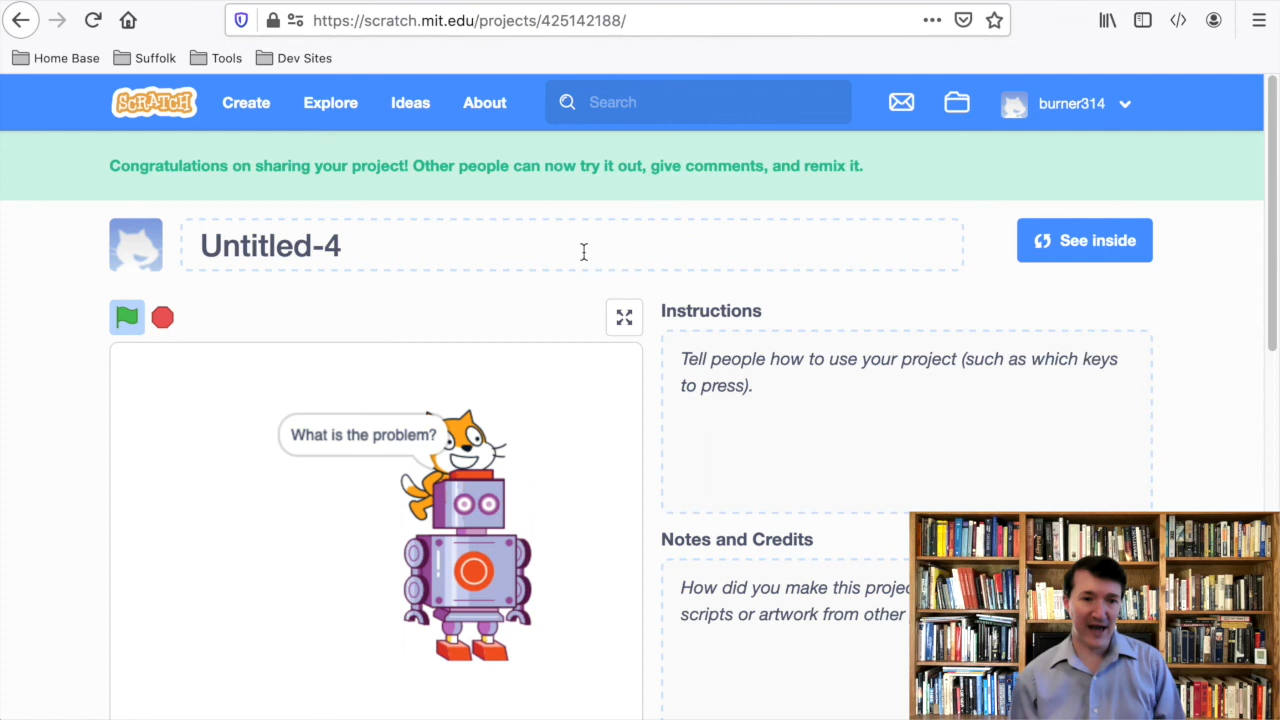 https://scratch.mit.edu/projects/425142188/
Home Base Suffolk Tools Dev Sites
SCRATCH Create Explore Ideas About Search burner314
Congratulations on sharing your project! Other people can now try it out, give comments, and remix it.
Untitled-4
See inside
Instructions
Tell people how to use your project (such as which keys
to press).
What is the problem?
Notes and Credits
How did you make this
scripts or artwork from other